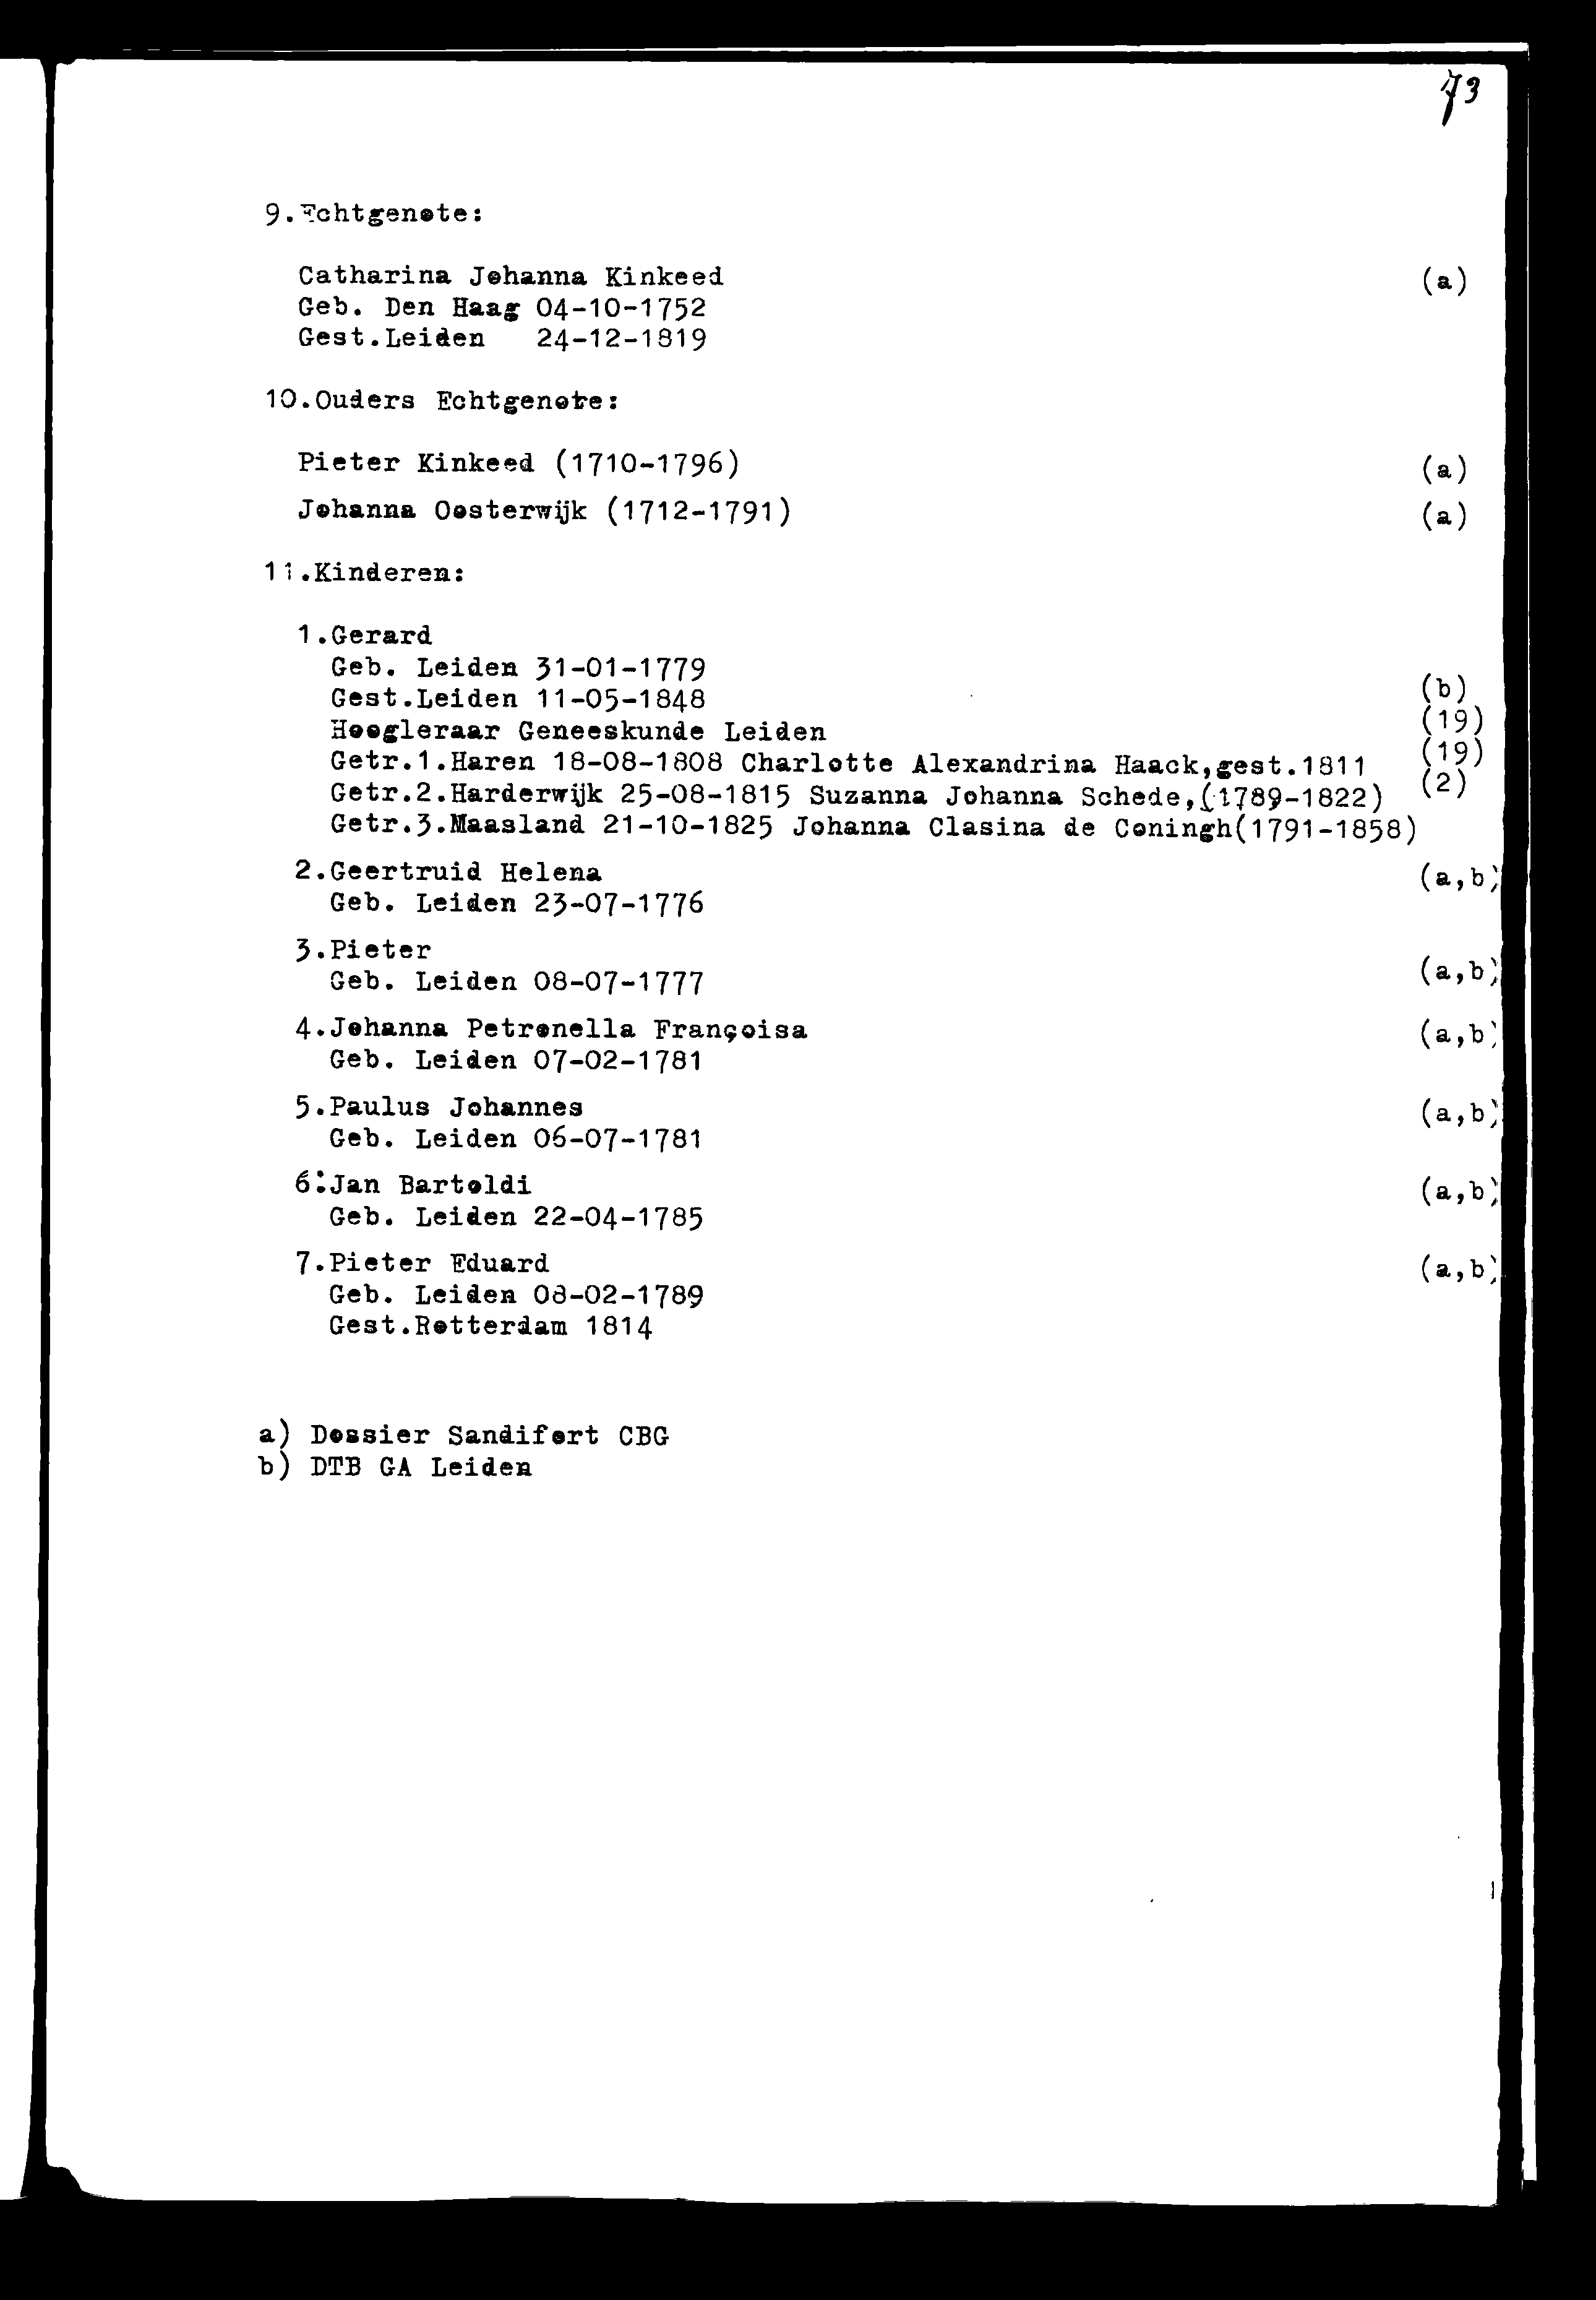 73
9.Echtgenote:
Catharina Johanna Kinkeed (a)
Geb. Den Haag 04-10-1752
Gest.Leiden 24-12-1819
10.Ouders Echtgenote:
Pieter Kinkeed (1710-1796) (a)
Johanna Oosterwijk (1712-1791) (a)
11.Kinderen:
1.Gerard
Geb. Leiden 31-01-1779
Gest.Leiden 11-05-1848 (b)
Hoogleraar Geneeskunde Leiden (19)
Getr.1.Haren 18-08-1808 Charlotte Alexandrina Haack,gest.1811 (19)
Getr.2.Harderwijk 25-08-1815 Suzanna Johanna Schede,(1789-1822) (2)
Getr.3.Maasland 21-10-1825 Johanna Clasina de Coningh(1791-1858)
2.Geertruid Helena (a,b)
Geb. Leiden 23-07-1776
3.Pieter
Geb. Leiden 08-07-1777 (a,b)
4.Johanna Petronella Françoisa (a,b)
Geb. Leiden 07-02-1781
5.Paulus Johannes (a,b)
Geb. Leiden 06-07-1781
6.Jan Bartoldi (a,b)
Geb. Leiden 22-04-1785
7.Pieter Eduard (a,b)
Geb. Leiden 08-02-1789
Gest.Rotterdam 1814
a) Dossier Sandifort CBG
b) DTB GA Leiden